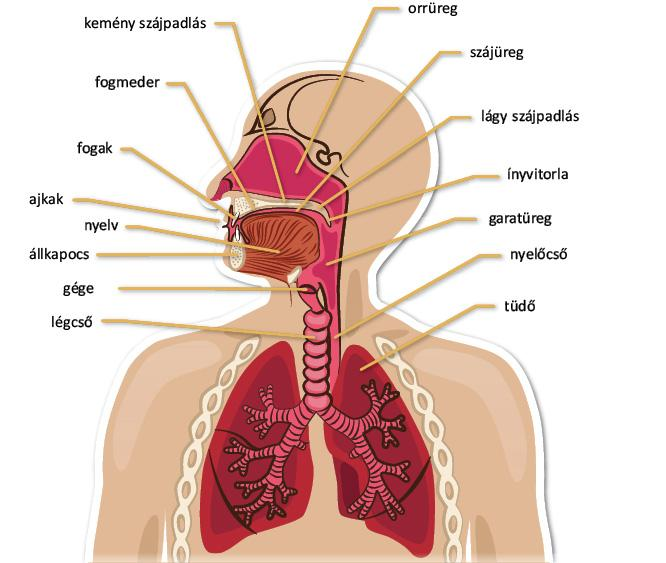 kemény szájpadlás
fogmeder
fogak
ajkak
nyelv
állkapocs
gége
légcső
orrüreg
szájüreg
lágy szájpadlás
ínyvitorla
garatüreg
nyelőcső
tüdő